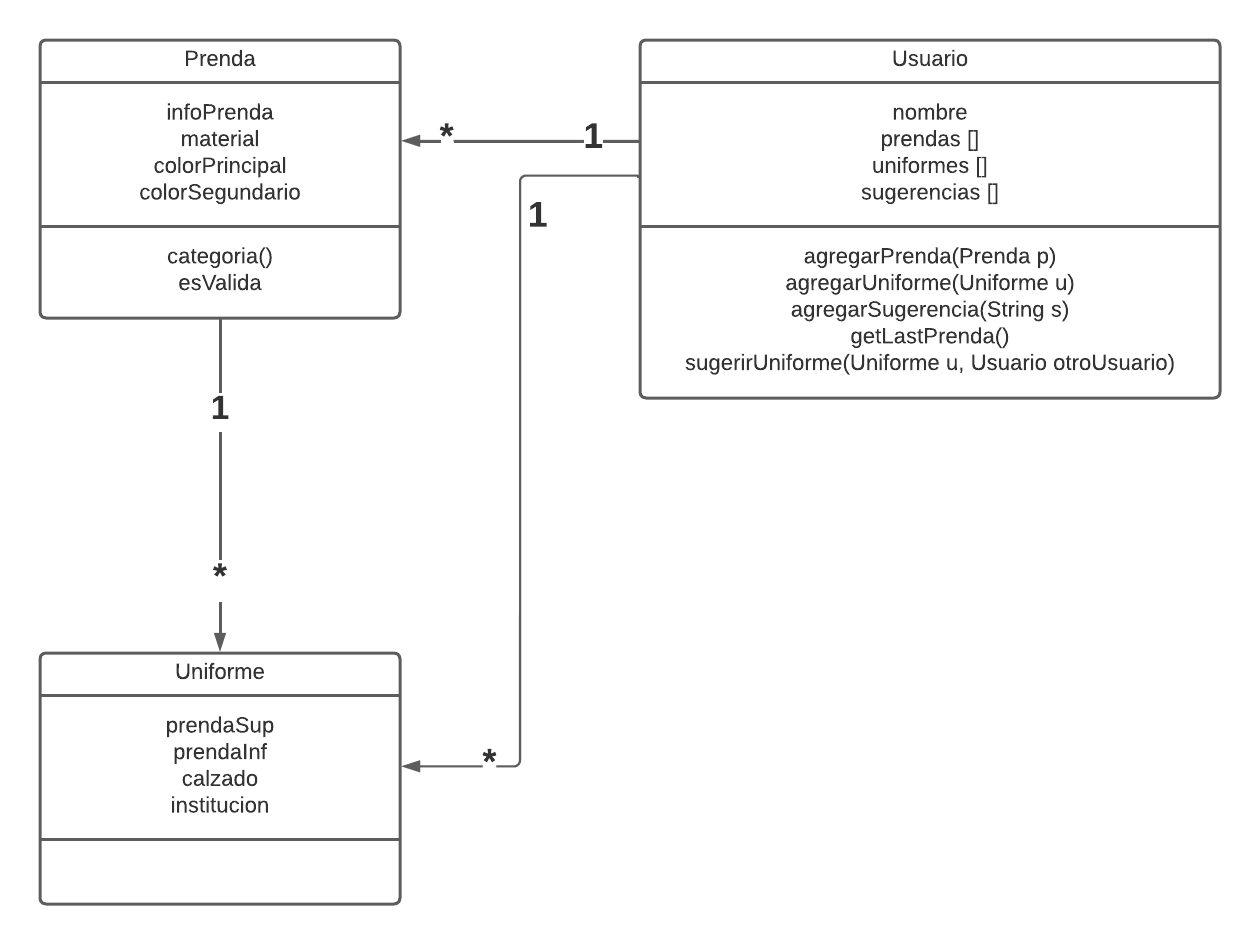 Prenda
infoPrenda
material
colorPrincipal
colorSegundario
categoria()
esValida
* 1
1
Usuario
nombre
prendas []
uniformes []
sugerencias []
agregarPrenda(Prenda p)
agregarUniforme(Uniforme u)
agregarSugerencia(String s)
getLastPrenda()
sugerirUniforme(Uniforme u, Usuario otroUsuario)
1
*
Uniforme
prendaSup
prendaInf
calzado
institucion
*